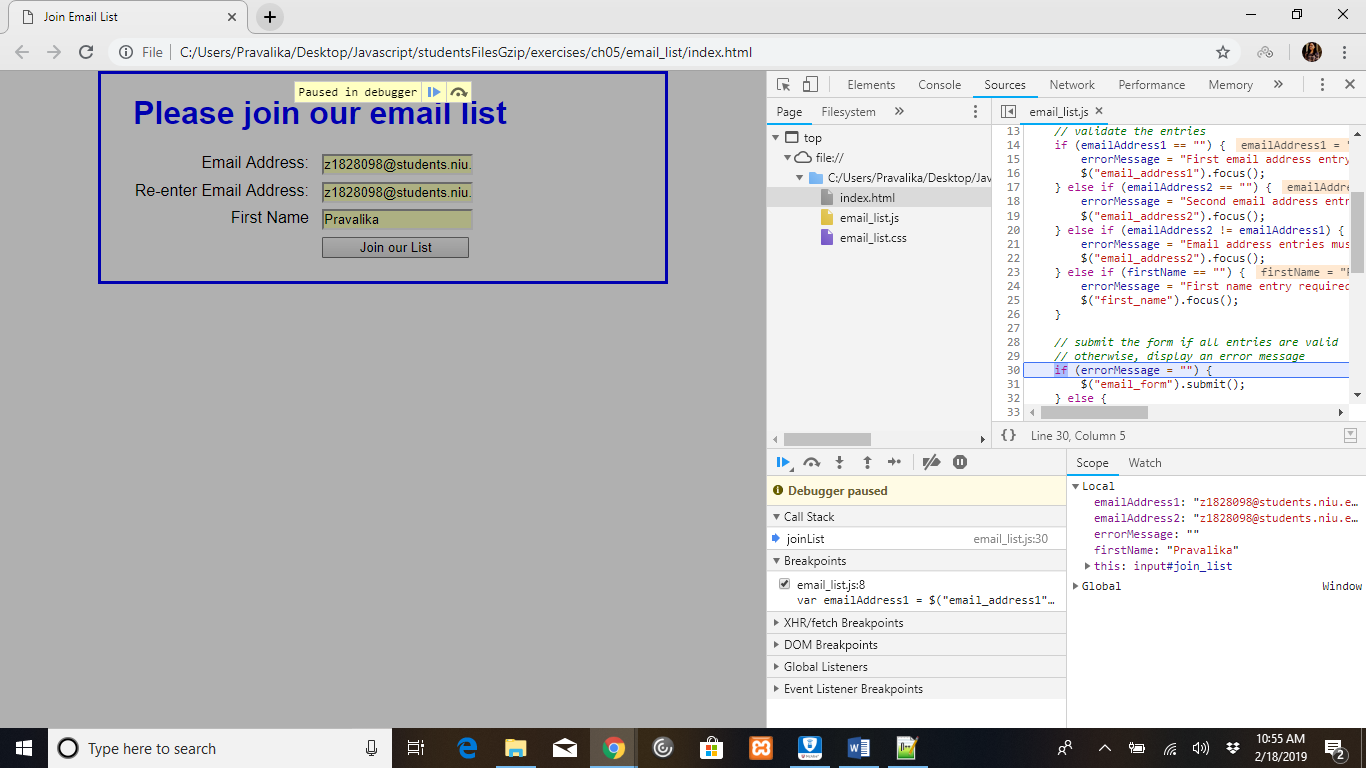 Join Email List
File C:/Users/Pravalika/Desktop/Javascript/studentsFilesGzip/exercises/ch05/email_list/index.html
Paused in debugger
Please join our email list
Email Address: z1828098@students.niu.
Re-enter Email Address: z1828098@students.niu.
First Name Pravalika
Join our List
Elements Console Sources Network Performance Memory »
Page Filesystem »
top
file://
C:/Users/Pravalika/Desktop/Jav
index.html
email_list.js
email_list.css
email_list.js
13 // validate the entries
14 if (emailAddress1 == "") { emailAddress1 = "
15 errorMessage = "First email address entry
16 $("email_address1").focus();
17 } else if (emailAddress2 == "") { emailAddre
18 errorMessage = "Second email address entr
19 $("email_address2").focus();
20 } else if (emailAddress2 != emailAddress1) {
21 errorMessage = "Email address entries mus
22 $("email_address2").focus();
23 } else if (firstName == "") { firstName = "P
24 errorMessage = "First name entry required
25 $("first_name").focus();
26 }
27
28 // submit the form if all entries are valid
29 // otherwise, display an error message
30 if (errorMessage = "") {
31 $("email_form").submit();
32 } else {
33
{} Line 30, Column 5
Debugger paused
Call Stack
joinList email_list.js:30
Breakpoints
email_list.js:8
var emailAddress1 = $("email_address1"…
XHR/fetch Breakpoints
DOM Breakpoints
Global Listeners
Event Listener Breakpoints
Scope Watch
Local
emailAddress1: "z1828098@students.niu.e…
emailAddress2: "z1828098@students.niu.e…
errorMessage: ""
firstName: "Pravalika"
this: input#join_list
Global Window
Type here to search
10:55 AM
2/18/2019
2